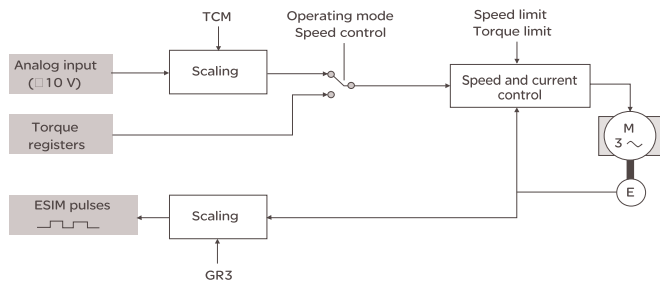 TCM
Operating mode
Speed control
Speed limit
Torque limit
Analog input
(□10 V)
Scaling
Speed and current
control
Torque
registers
M
3 ~
E
ESIM pulses
Scaling
GR3